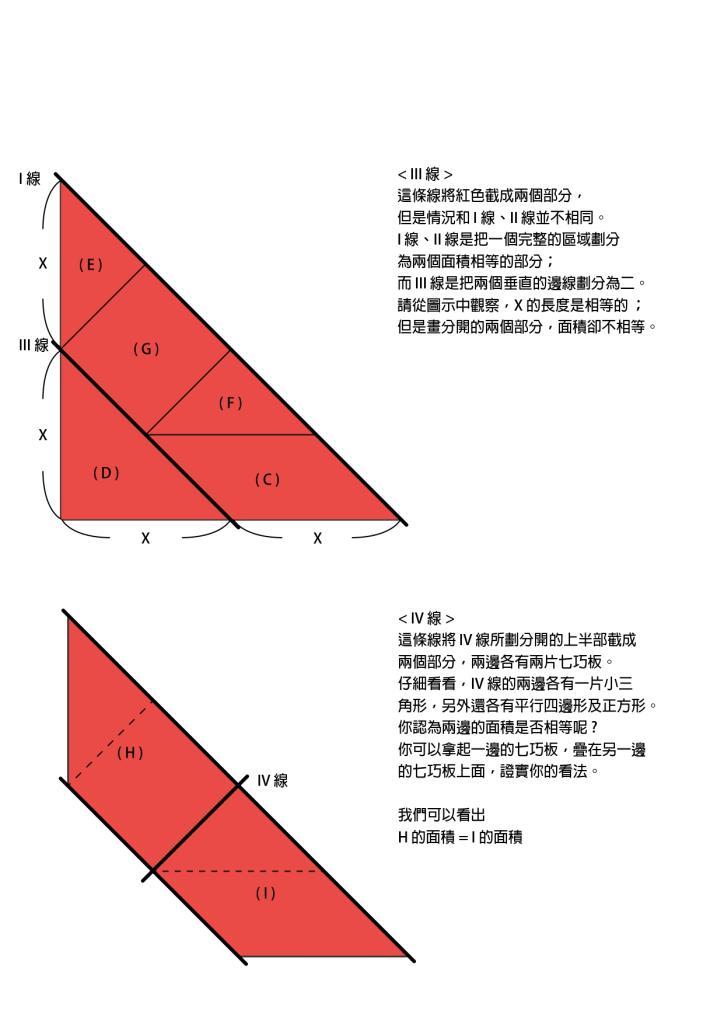 I 線
X
( E )
III 線
( G )
( F )
X
( D )
( C )
X
X
< III 線 >
這條線將紅色截成兩個部分，
但是情況和 I 線、II 線並不相同。
I 線、II 線是把一個完整的區域劃分
為兩個面積相等的部分；
而 III 線是把兩個垂直的邊線劃分為二。
請從圖示中觀察，X 的長度是相等的；
但是畫分開的兩個部分，面積卻不相等。
( H )
IV 線
( I )
< IV 線 >
這條線將 IV 線所劃分開的上半部截成
兩個部分，兩邊各有兩片七巧板。
仔細看看，IV 線的兩邊各有一片小三
角形，另外還各有平行四邊形及正方形。
你認為兩邊的面積是否相等呢？
你可以拿起一邊的七巧板，疊在另一邊
的七巧板上面，證實你的看法。
我們可以看出
H 的面積 = I 的面積